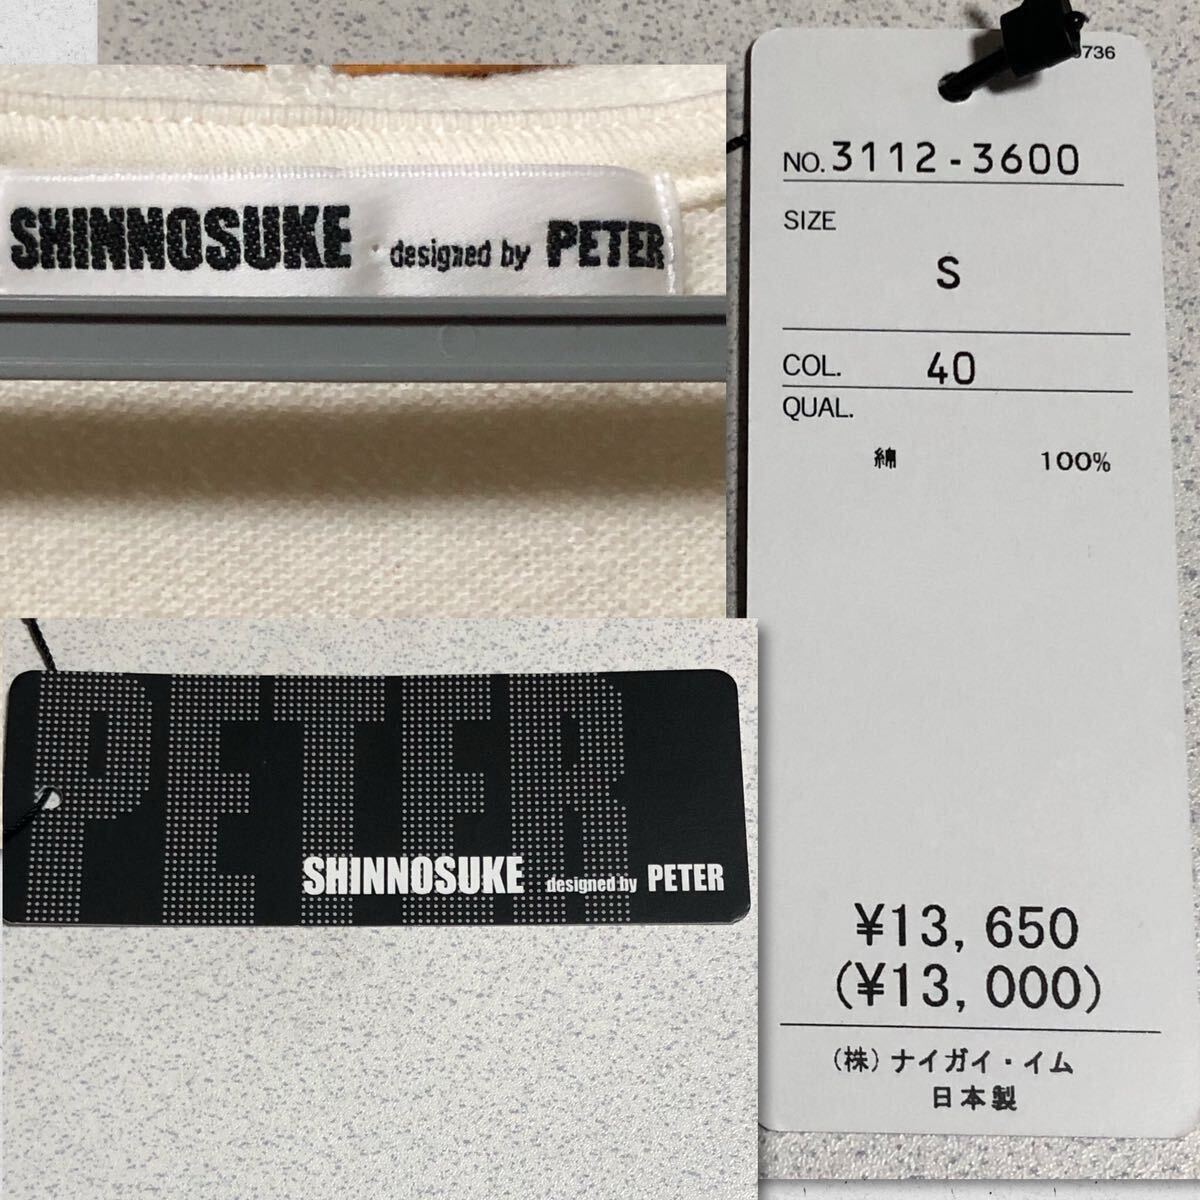 SHINNOSUKE designed by PETER
PETER
SHINNOSUKE designed by PETER
NO. 3112-3600
SIZE
S
COL. 40
QUAL.
綿 100%
¥13,650
(¥13,000)
(株)ナイガイ・イム
日本製